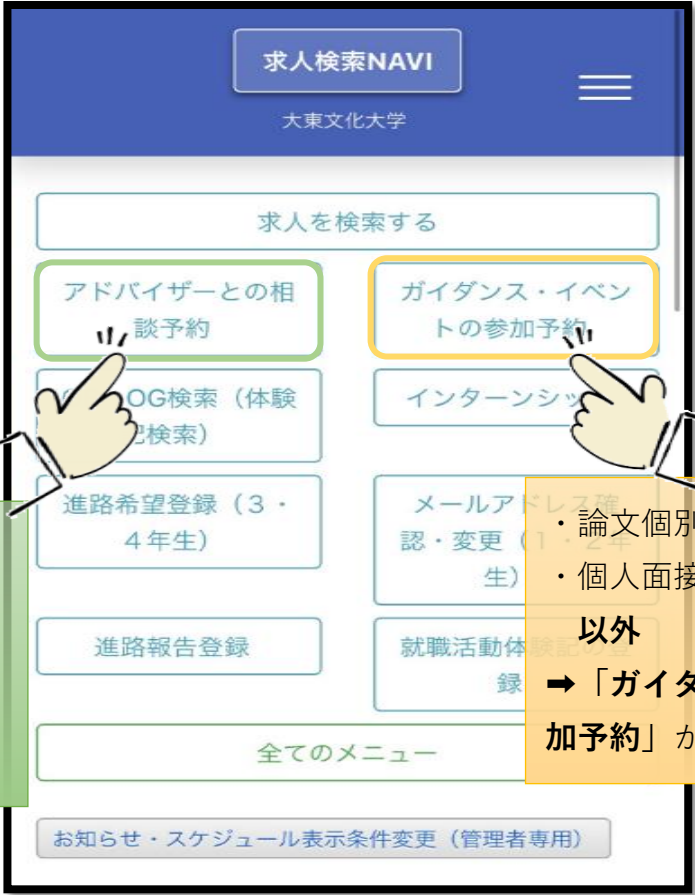 求人検索NAVI
大東文化大学
求人を検索する
アドバイザーとの相
談予約
ガイダンス・イベン
トの参加予約
OG検索（体験
検索）
インターンシッ
進路希望登録（３・
４年生）
メールアドレス確
認・変更（１・２年
生）
進路報告登録
就職活動体験記の登
録
全てのメニュー
お知らせ・スケジュール表示条件変更（管理者専用）
・論文個別
・個人面接
以外
➡「ガイダ
加予約」か